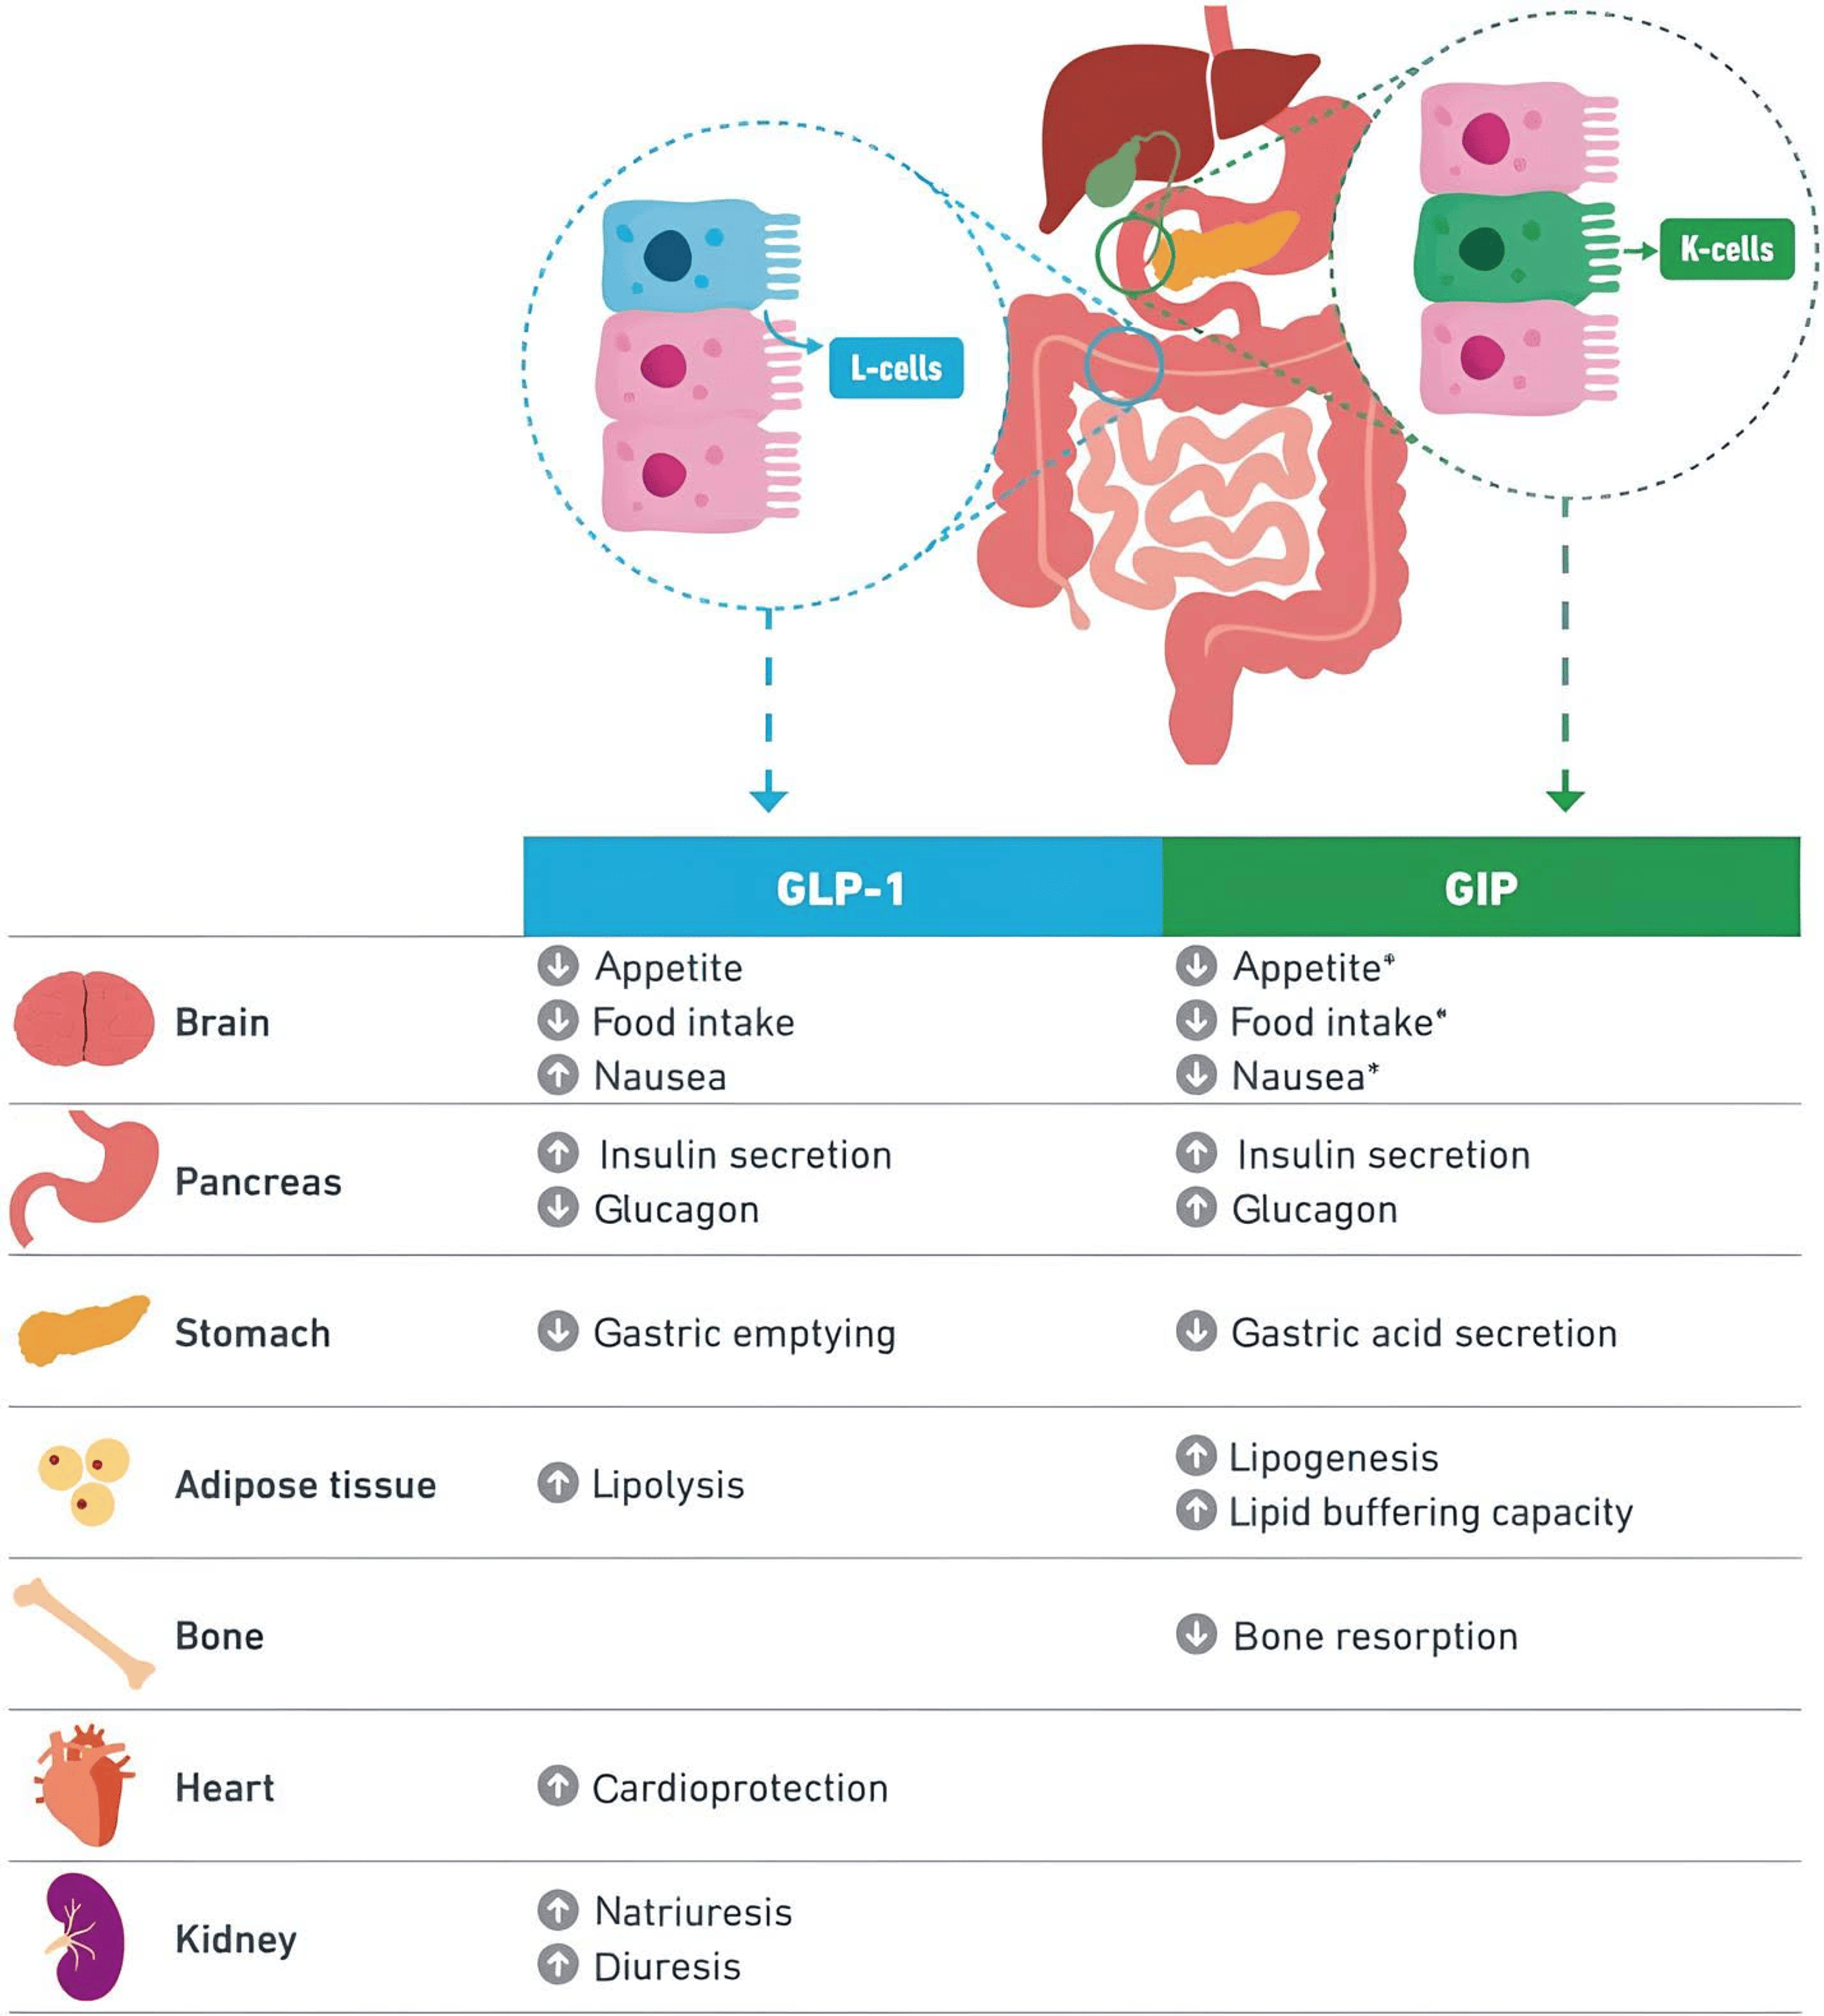 K-cells
L-cells
GLP-1 GIP
Brain
Appetite Appetite*
Food intake Food intake*
Nausea Nausea*
Pancreas
Insulin secretion Insulin secretion
Glucagon Glucagon
Stomach Gastric emptying Gastric acid secretion
Adipose tissue Lipolysis
Lipogenesis
Lipid buffering capacity
Bone Bone resorption
Heart Cardioprotection
Kidney
Natriuresis
Diuresis